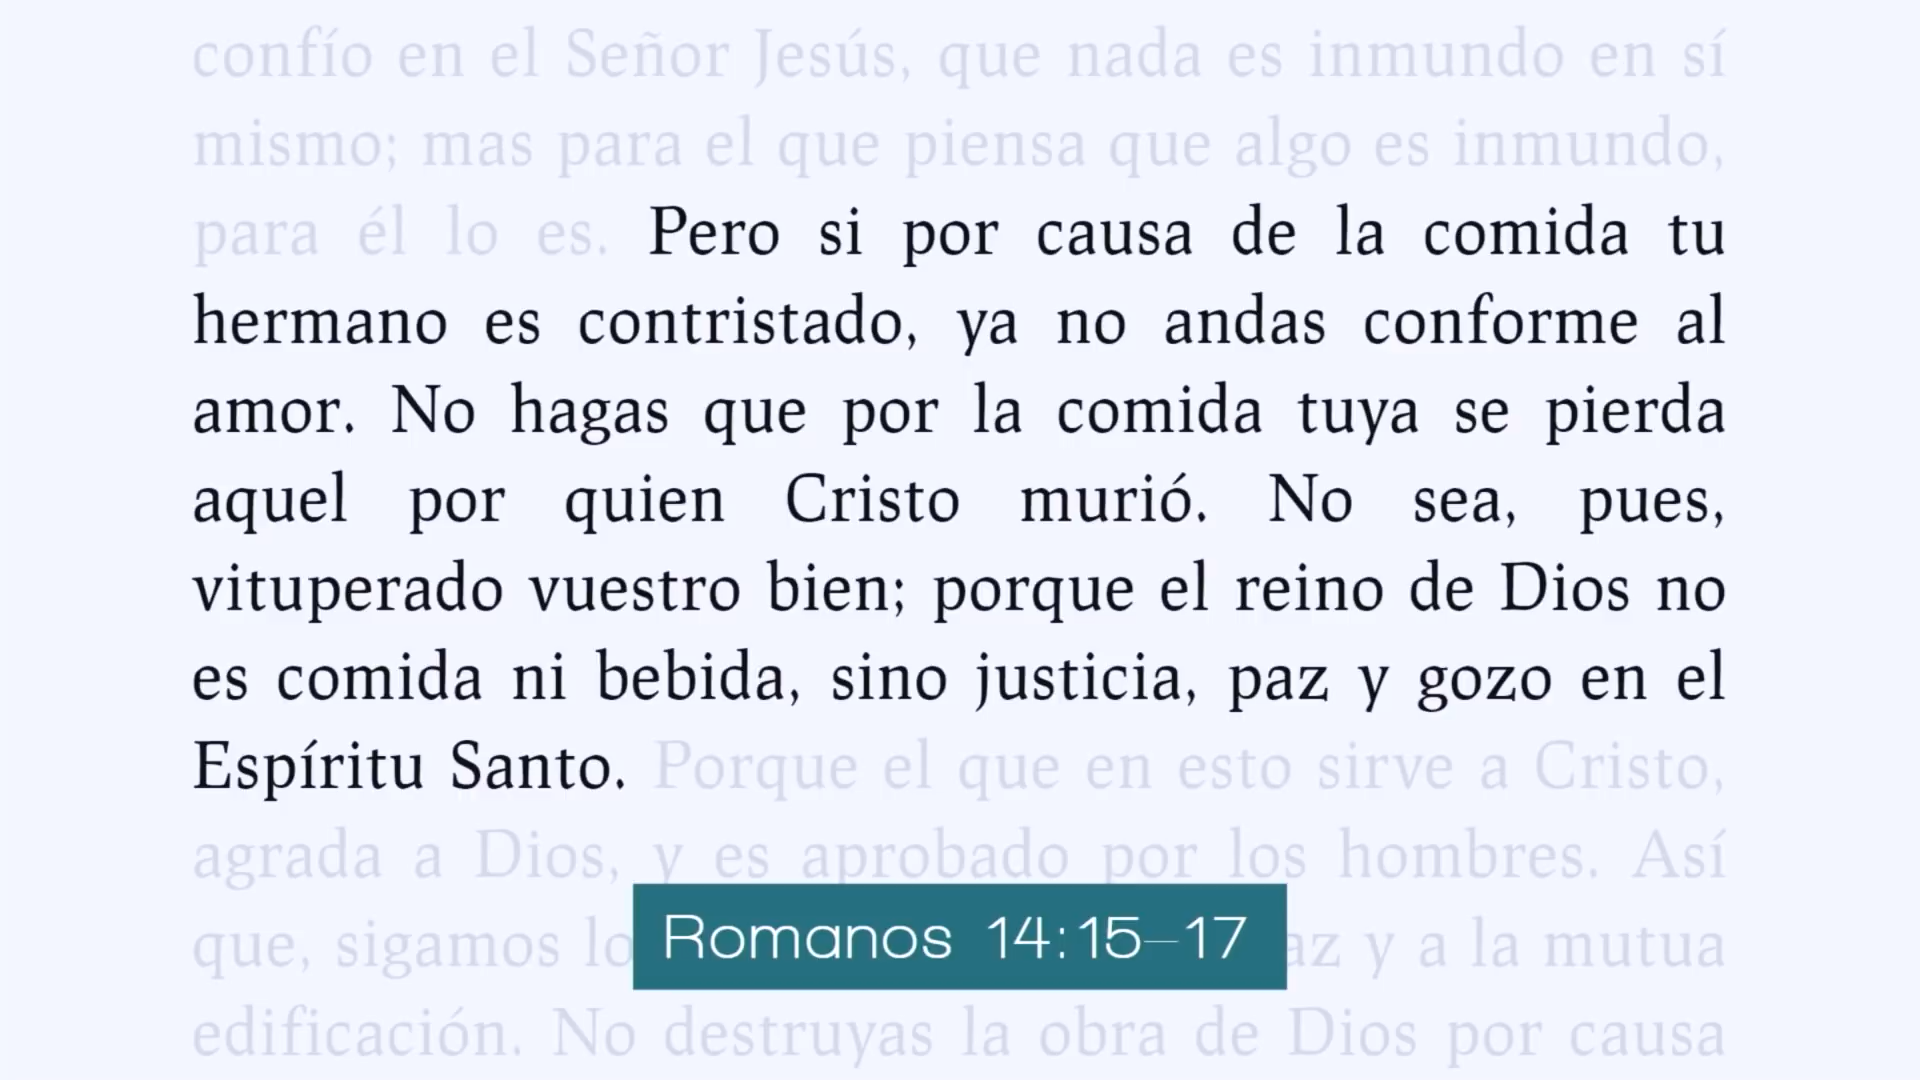 confío en el Señor Jesús, que nada es inmundo en sí
mismo; mas para el que piensa que algo es inmundo,
para él lo es. Pero si por causa de la comida tu
hermano es contristado, ya no andas conforme al
amor. No hagas que por la comida tuya se pierda
aquel por quien Cristo murió. No sea, pues,
vituperado vuestro bien; porque el reino de Dios no
es comida ni bebida, sino justicia, paz y gozo en el
Espíritu Santo. Porque el que en esto sirve a Cristo,
agrada a Dios, y es aprobado por los hombres. Así
que, sigamos y a la mutua
Romanos 14:15–17
edificación. No destruyas la obra de Dios por causa